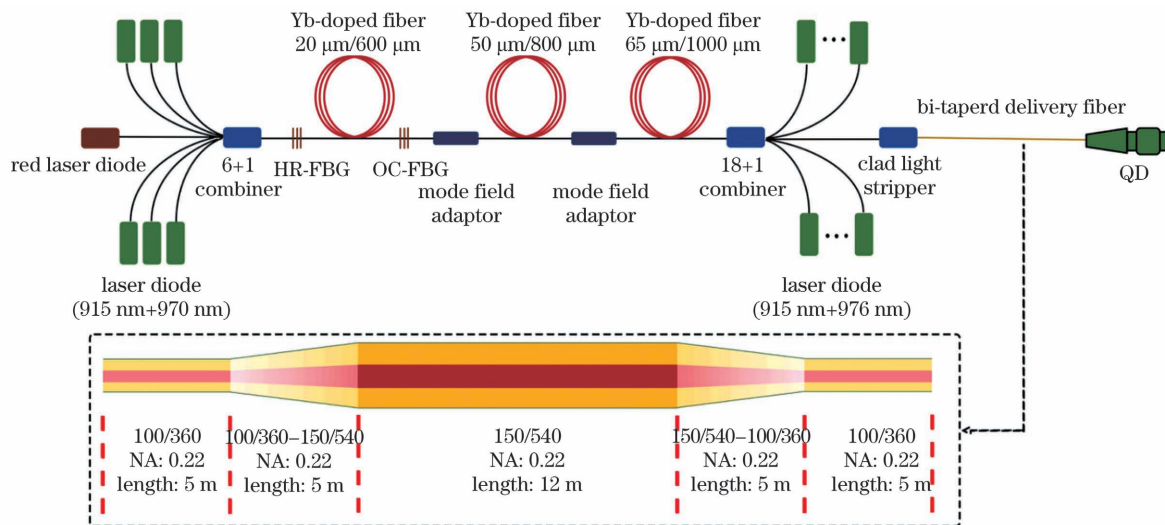 Yb-doped fiber
20 μm/600 μm
Yb-doped fiber
50 μm/800 μm
Yb-doped fiber
65 μm/1000 μm
bi-taperd delivery fiber
red laser diode
6+1
combiner
HR-FBG
OC-FBG
mode field
adaptor
mode field
adaptor
18+1
combiner
clad light
stripper
QD
laser diode
(915 nm+970 nm)
laser diode
(915 nm+976 nm)
100/360
NA: 0.22
length: 5 m
100/360–150/540
NA: 0.22
length: 5 m
150/540
NA: 0.22
length: 12 m
150/540–100/360
NA: 0.22
length: 5 m
100/360
NA: 0.22
length: 5 m